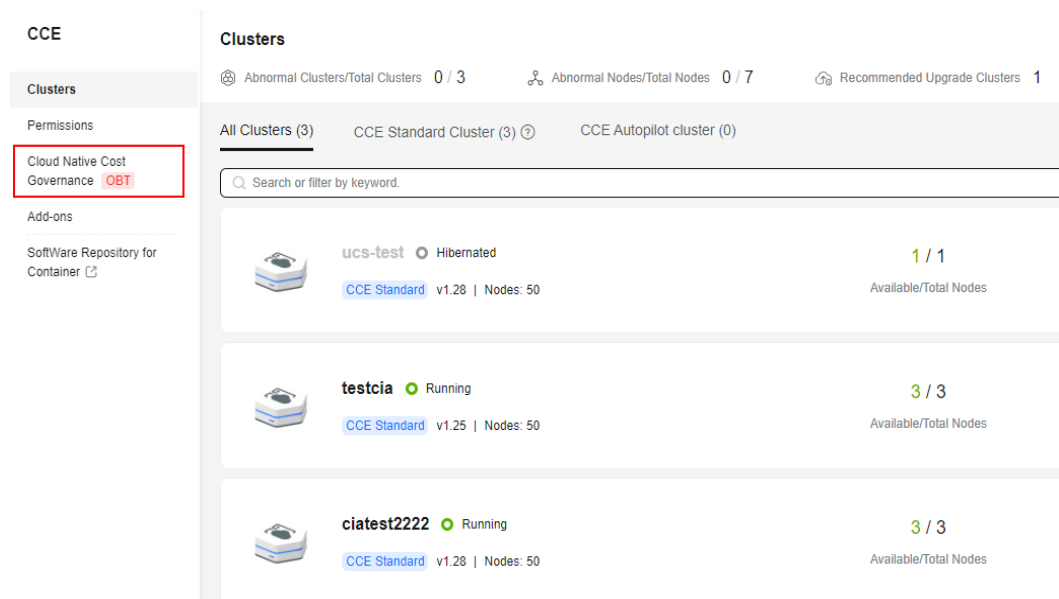 CCE
Clusters
Permissions
Cloud Native Cost
Governance OBT
Add-ons
SoftWare Repository for
Container
Clusters
Abnormal Clusters/Total Clusters 0 / 3 Abnormal Nodes/Total Nodes 0 / 7 Recommended Upgrade Clusters 1
All Clusters (3) CCE Standard Cluster (3) CCE Autopilot cluster (0)
Search or filter by keyword.
ucs-test Hibernated
CCE Standard v1.28 | Nodes: 50
1 / 1
Available/Total Nodes
testcia Running
CCE Standard v1.25 | Nodes: 50
3 / 3
Available/Total Nodes
ciatest2222 Running
CCE Standard v1.28 | Nodes: 50
3 / 3
Available/Total Nodes